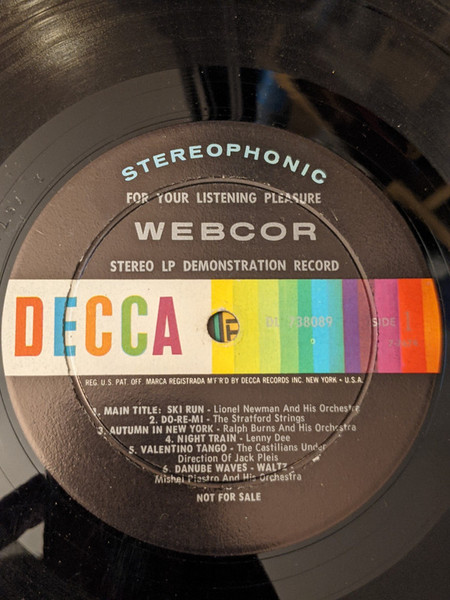 STEREOPHONIC
FOR YOUR LISTENING PLEASURE
WEBCOR
STEREO LP DEMONSTRATION RECORD
DECCA
738089
SIDE 1
REG. U.S. PAT. OFF. MARCA REGISTRADA M'F'R'D BY DECCA RECORDS INC. NEW YORK - U.S.A.
1. MAIN TITLE: SKI RUN - Lionel Newman And His Orchestra
2. DO-RE-MI - The Stratford Strings
3. AUTUMN IN NEW YORK - Ralph Burns And His Orchestra
4. NIGHT TRAIN - Lenny Dee
5. VALENTINO TANGO - The Castilians Under
Direction Of Jack Pleis
6. DANUBE WAVES - WALTZ -
Mishel Piastro And His Orchestra
NOT FOR SALE